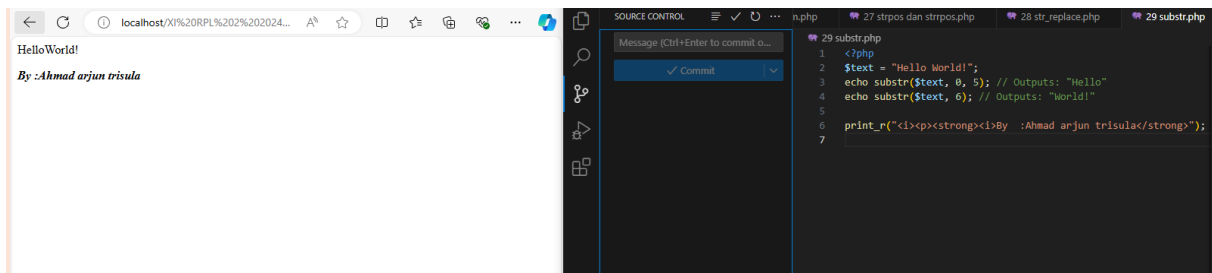 localhost/XI%20RPL%202%202024...
HelloWorld!
By :Ahmad arjun trisula
SOURCE CONTROL
Message (Ctrl+Enter to commit o...
Commit
n.php
27 strpos dan strrpos.php
28 str_replace.php
29 substr.php
29 substr.php
1 <?php
2 $text = "Hello World!";
3 echo substr($text, 0, 5); // Outputs: "Hello"
4 echo substr($text, 6); // Outputs: "World!"
5
6 print_r("<i><p><strong><i>By  :Ahmad arjun trisula</strong>");
7